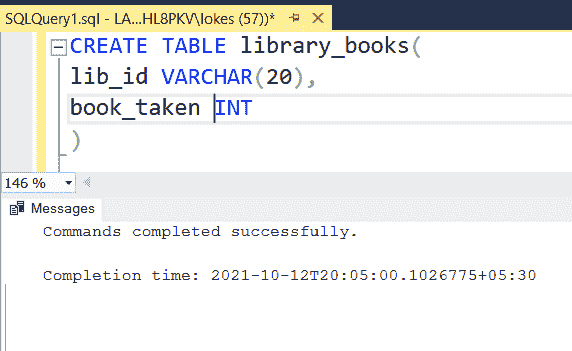 SQLQuery1.sql - LA...HL8PKV\lokes (57))*
CREATE TABLE library_books(
lib_id VARCHAR(20),
book_taken INT
)
146 %
Messages
Commands completed successfully.
Completion time: 2021-10-12T20:05:00.1026775+05:30